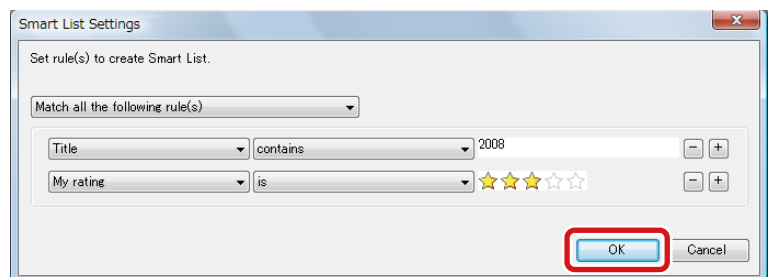 Smart List Settings
Set rule(s) to create Smart List.
Match all the following rule(s)
Title contains 2008
My rating is
OK Cancel